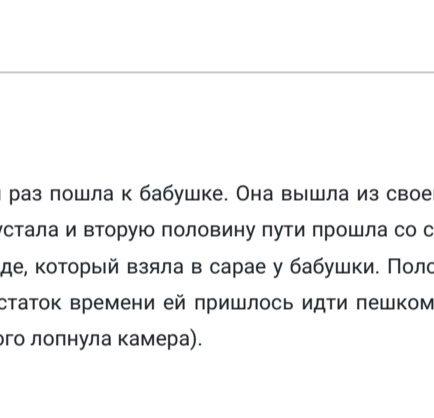 раз пошла к бабушке. Она вышла из свое
устала и вторую половину пути прошла со с
де, который взяла в сарае у бабушки. Поло
статок времени ей пришлось идти пешком
ого лопнула камера).